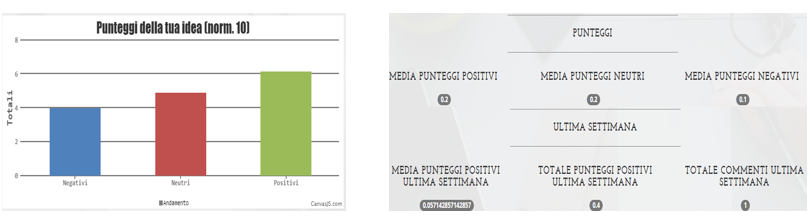 Punteggi della tua idea (norm. 10)
8
6
4
2
0
Totali
Negativi
Neutri
Positivi
Andamento
CanvasJS.com
PUNTEGGI
MEDIA PUNTEGGI POSITIVI
0.2
MEDIA PUNTEGGI NEUTRI
0.2
MEDIA PUNTEGGI NEGATIVI
0.1
ULTIMA SETTIMANA
MEDIA PUNTEGGI POSITIVI
ULTIMA SETTIMANA
0.057142857142857
TOTALE PUNTEGGI POSITIVI
ULTIMA SETTIMANA
0.4
TOTALE COMMENTI ULTIMA
SETTIMANA
1